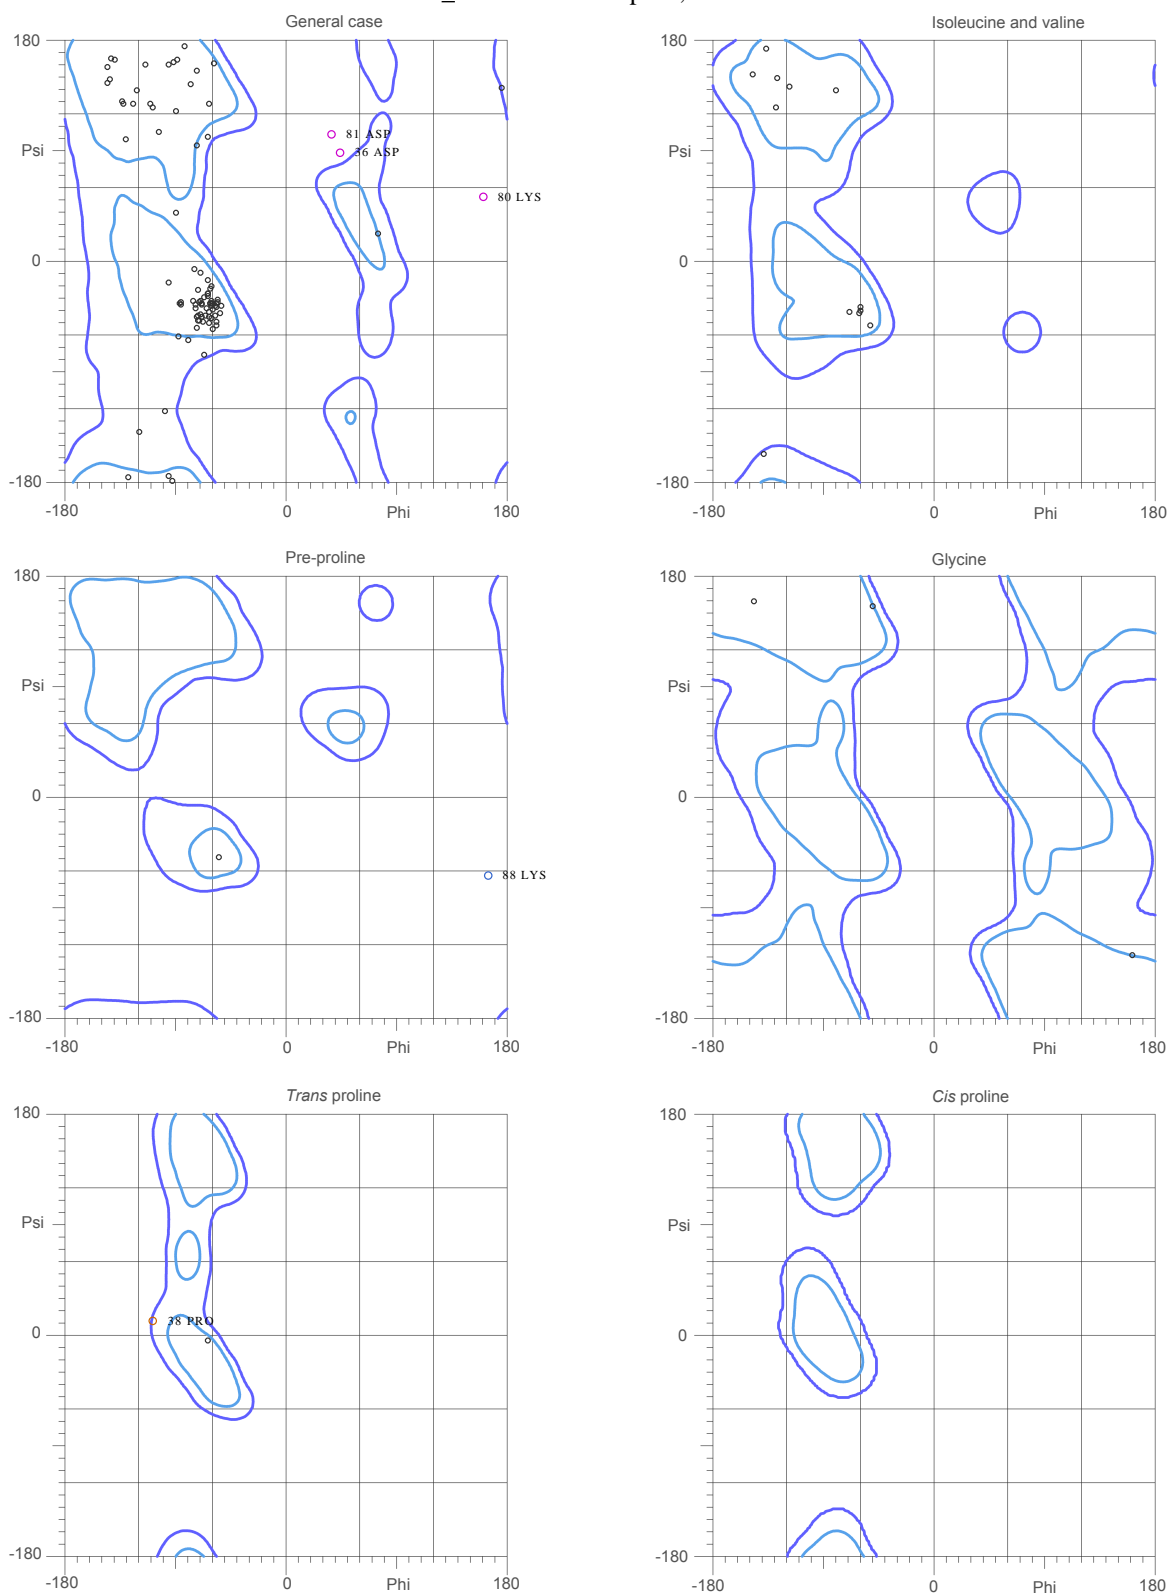 General case
180
Psi
0
-180
-180
0
Phi
180
81 ASP
36 ASP
80 LYS
Isoleucine and valine
180
Psi
0
-180
-180
0
Phi
180
Pre-proline
180
Psi
0
-180
-180
0
Phi
180
88 LYS
Glycine
180
Psi
0
-180
-180
0
Phi
180
Trans proline
180
Psi
0
-180
-180
0
Phi
180
38 PRO
Cis proline
180
Psi
0
-180
-180
0
Phi
180